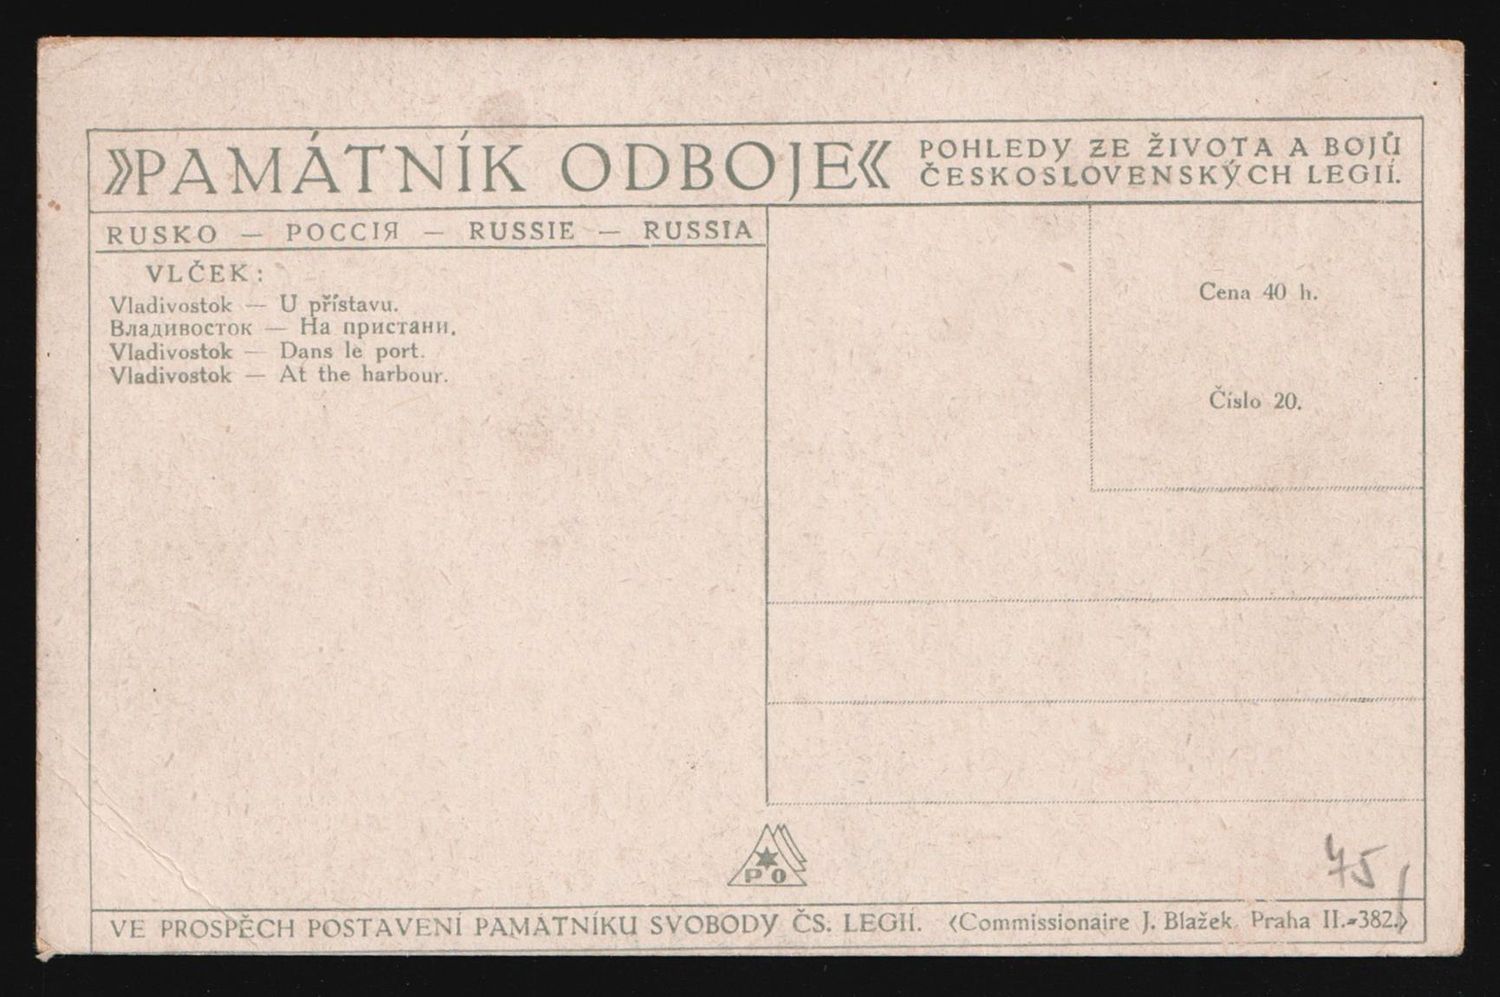 »PAMÁTNÍK ODBOJE«
POHLEDY ZE ŽIVOTA A BOJŮ
ČESKOSLOVENSKÝCH LEGIÍ.
RUSKO — РОССІЯ — RUSSIE — RUSSIA
VLČEK:
Vladivostok — U přístavu.
Владивосток — На пристани.
Vladivostok — Dans le port.
Vladivostok — At the harbour.
Cena 40 h.
Číslo 20.
PO
75
VE PROSPĚCH POSTAVENÍ PAMÁTNÍKU SVOBODY ČS. LEGIÍ. (Commissionaire J. Blažek, Praha II.-382.)